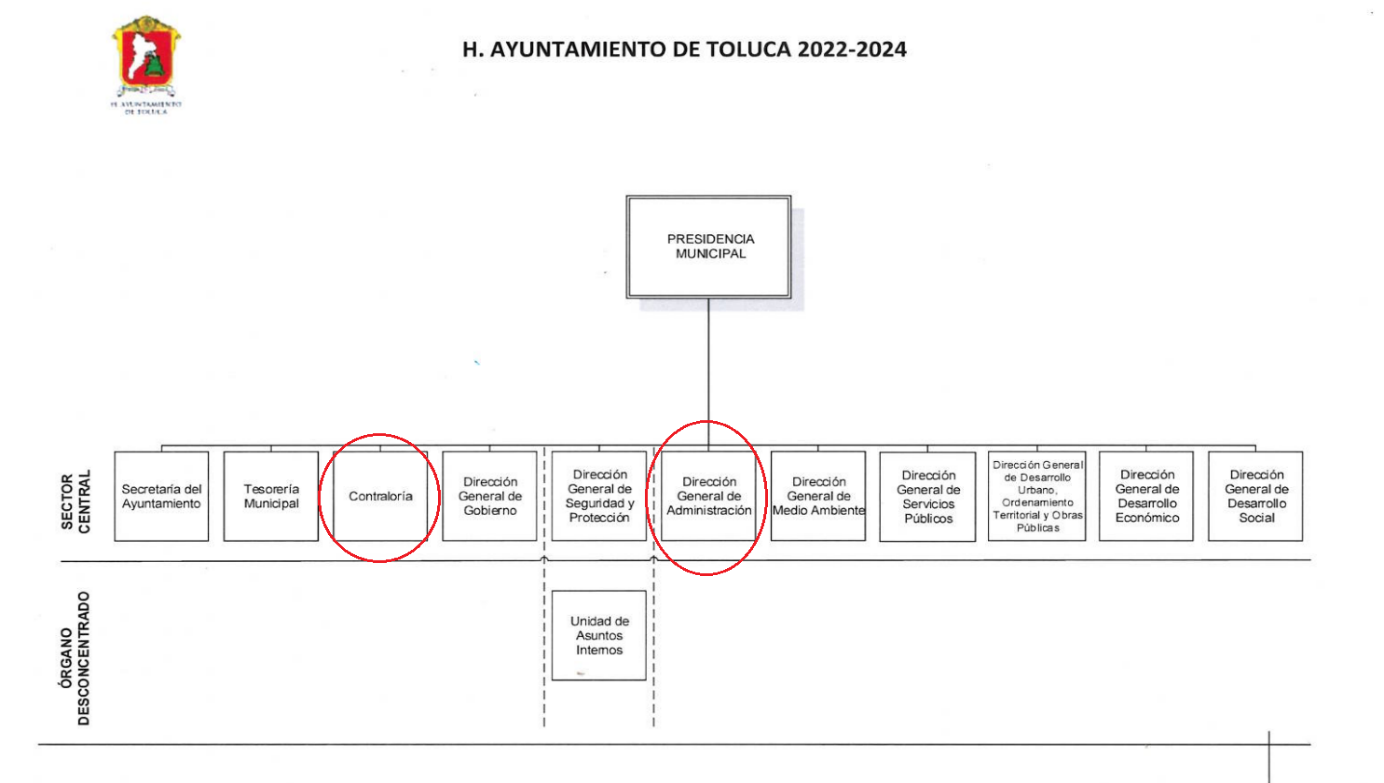 H. AYUNTAMIENTO DE TOLUCA 2022-2024
H. AYUNTAMIENTO
DE TOLUCA
PRESIDENCIA
MUNICIPAL
SECTOR
CENTRAL
Secretaría del
Ayuntamiento
Tesorería
Municipal
Contraloría
Dirección
General de
Gobierno
Dirección
General de
Seguridad y
Protección
Dirección
General de
Administración
Dirección
General de
Medio Ambiente
Dirección
General de
Servicios
Públicos
Dirección General
de Desarrollo
Urbano,
Ordenamiento
Territorial y Obras
Públicas
Dirección
General de
Desarrollo
Económico
Dirección
General de
Desarrollo
Social
ÓRGANO
DESCONCENTRADO
Unidad de
Asuntos
Internos